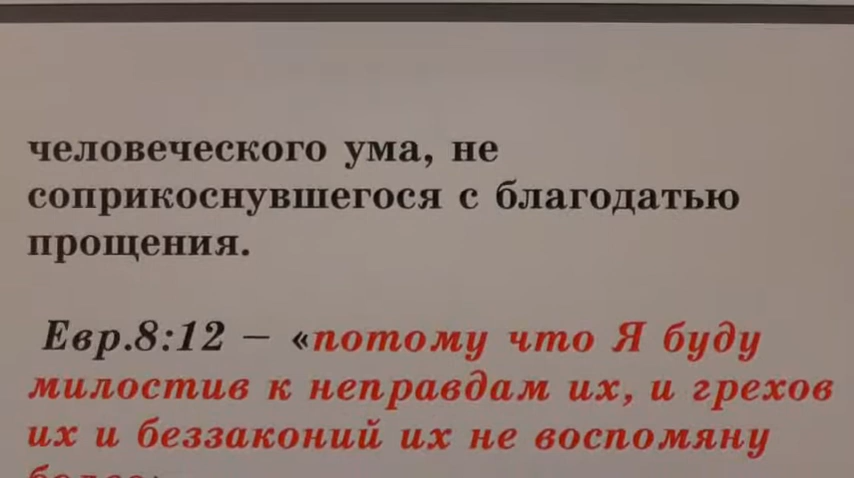 человеческого ума, не
соприкоснувшегося с благодатью
прощения.
Евр.8:12 – «потому что Я буду
милостив к неправдам их, и грехов
их и беззаконий их не воспомяну